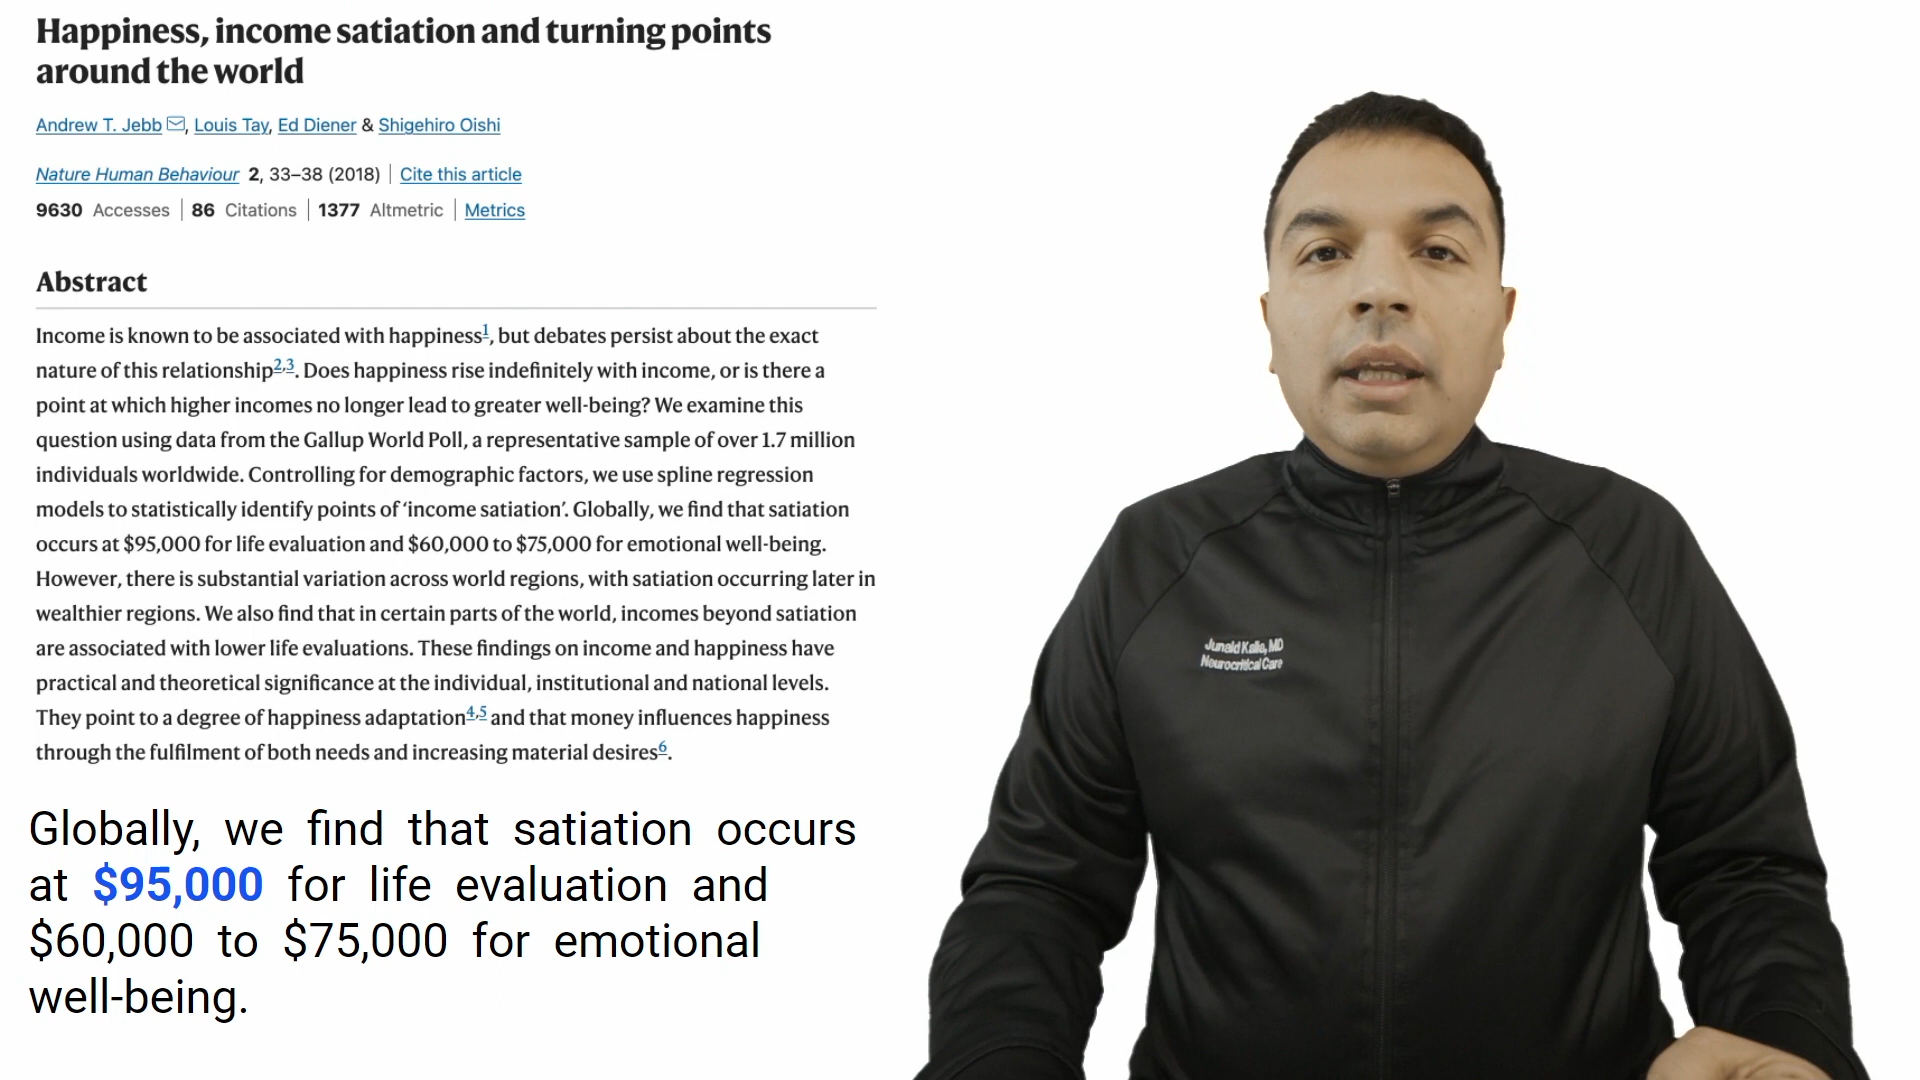 Happiness, income satiation and turning points
around the world
Andrew T. Jebb, Louis Tay, Ed Diener & Shigehiro Oishi
Nature Human Behaviour 2, 33–38 (2018) | Cite this article
9630 Accesses | 86 Citations | 1377 Altmetric | Metrics
Abstract
Income is known to be associated with happiness1, but debates persist about the exact
nature of this relationship2,3. Does happiness rise indefinitely with income, or is there a
point at which higher incomes no longer lead to greater well-being? We examine this
question using data from the Gallup World Poll, a representative sample of over 1.7 million
individuals worldwide. Controlling for demographic factors, we use spline regression
models to statistically identify points of ‘income satiation’. Globally, we find that satiation
occurs at $95,000 for life evaluation and $60,000 to $75,000 for emotional well-being.
However, there is substantial variation across world regions, with satiation occurring later in
wealthier regions. We also find that in certain parts of the world, incomes beyond satiation
are associated with lower life evaluations. These findings on income and happiness have
practical and theoretical significance at the individual, institutional and national levels.
They point to a degree of happiness adaptation4,5 and that money influences happiness
through the fulfilment of both needs and increasing material desires6.
Globally, we find that satiation occurs
at $95,000 for life evaluation and
$60,000 to $75,000 for emotional
well-being.
Junaid Kalia, MD
Neurocritical Care